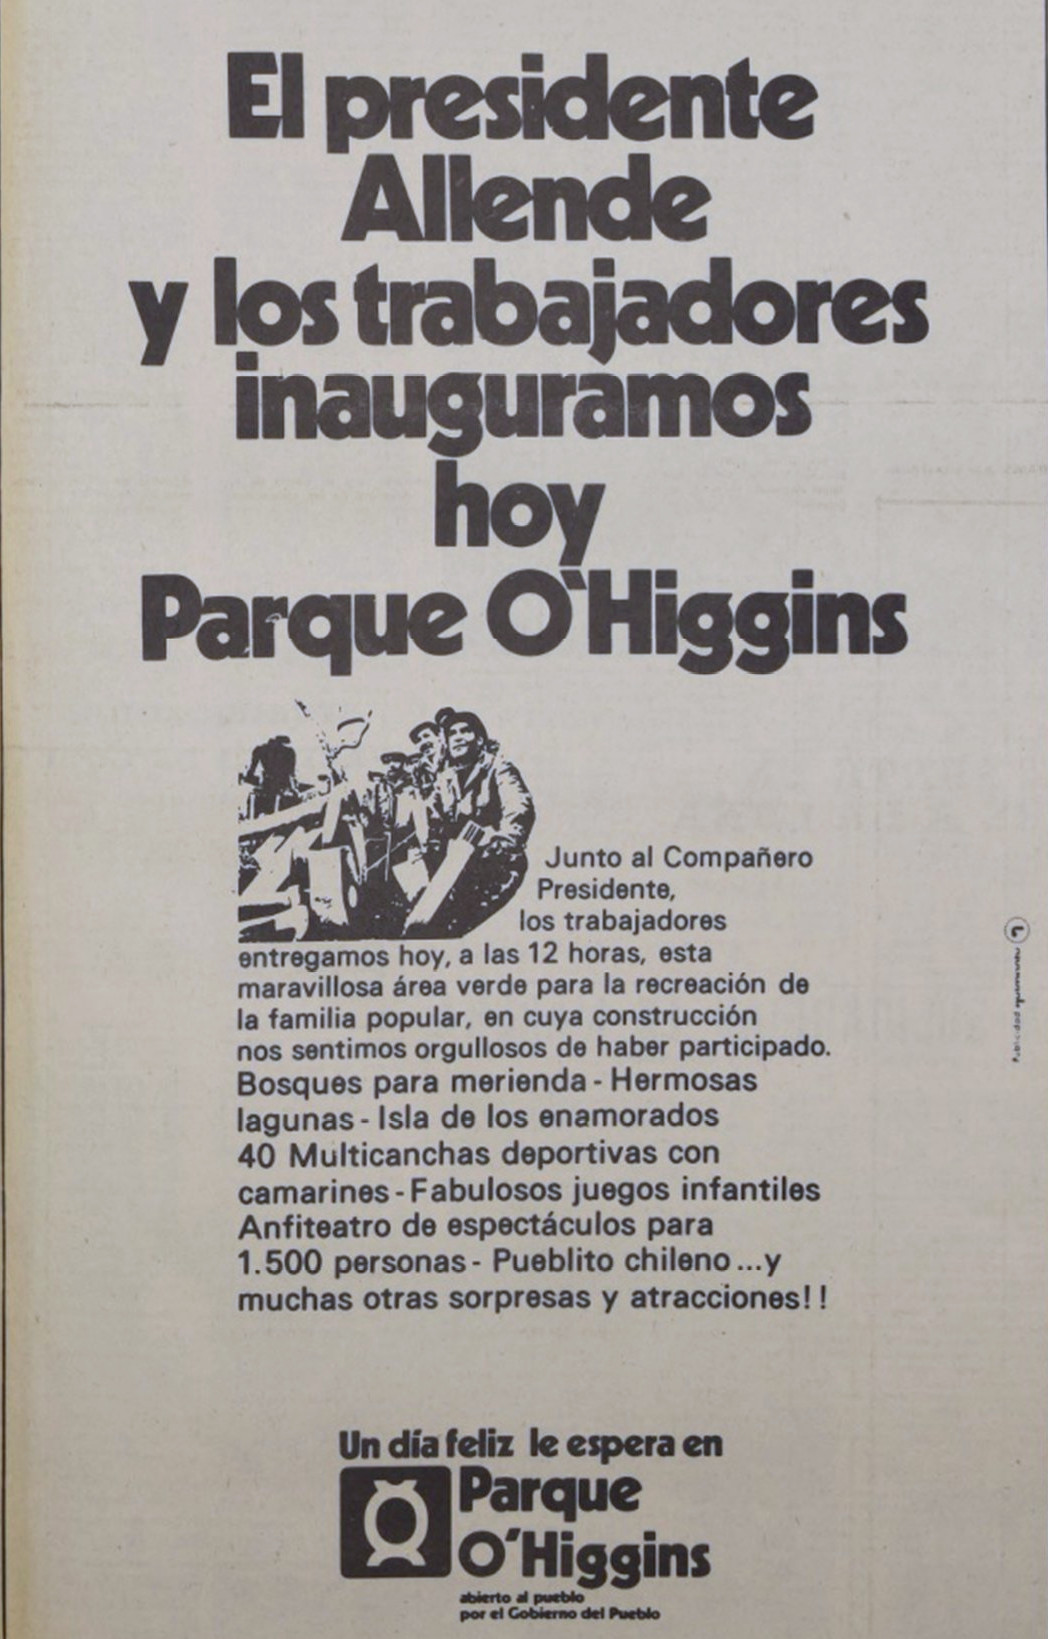 El presidente
Allende
y los trabajadores
inauguramos
hoy
Parque O'Higgins
Junto al Compañero
Presidente,
los trabajadores
entregamos hoy, a las 12 horas, esta
maravillosa área verde para la recreación de
la familia popular, en cuya construcción
nos sentimos orgullosos de haber participado.
Bosques para merienda - Hermosas
lagunas - Isla de los enamorados
40 Multicanchas deportivas con
camarines - Fabulosos juegos infantiles
Anfiteatro de espectáculos para
1.500 personas - Pueblito chileno ...y
muchas otras sorpresas y atracciones!!
Un día feliz le espera en
Parque
O'Higgins
abierto al pueblo
por el Gobierno del Pueblo
Publicidad